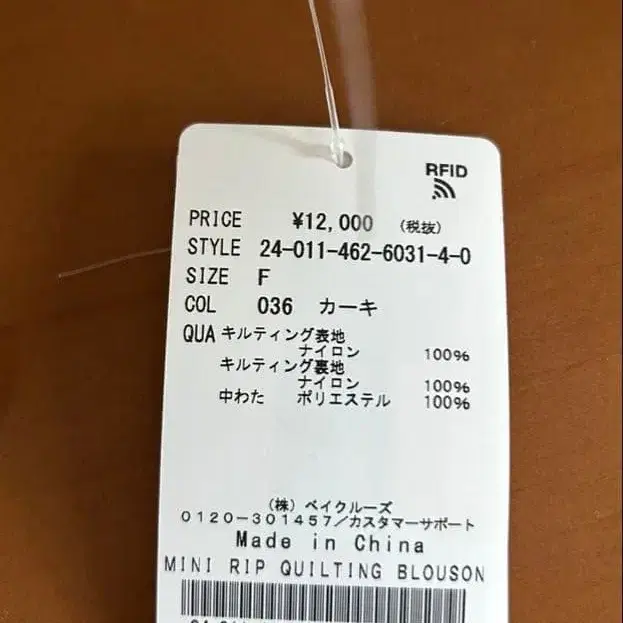 RFID
PRICE ¥12,000 (税抜)
STYLE 24-011-462-6031-4-0
SIZE F
COL 036 カーキ
QUA キルティング表地
ナイロン 100%
キルティング裏地
ナイロン 100%
中わた ポリエステル 100%
(株) ベイクルーズ
0120-301457/カスタマーサポート
Made in China
MINI RIP QUILTING BLOUSON